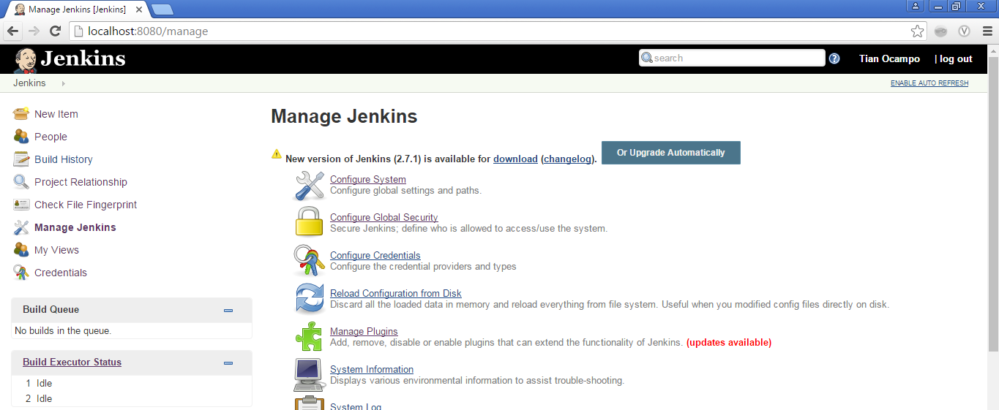 Manage Jenkins [Jenkins]
localhost:8080/manage
Jenkins
search
Tian Ocampo
| log out
Jenkins
ENABLE AUTO REFRESH
New Item
People
Build History
Project Relationship
Check File Fingerprint
Manage Jenkins
My Views
Credentials
Build Queue
No builds in the queue.
Build Executor Status
1 Idle
2 Idle
Manage Jenkins
New version of Jenkins (2.7.1) is available for download (changelog).
Or Upgrade Automatically
Configure System
Configure global settings and paths.
Configure Global Security
Secure Jenkins; define who is allowed to access/use the system.
Configure Credentials
Configure the credential providers and types
Reload Configuration from Disk
Discard all the loaded data in memory and reload everything from file system. Useful when you modified config files directly on disk.
Manage Plugins
Add, remove, disable or enable plugins that can extend the functionality of Jenkins. (updates available)
System Information
Displays various environmental information to assist trouble-shooting.
System Log